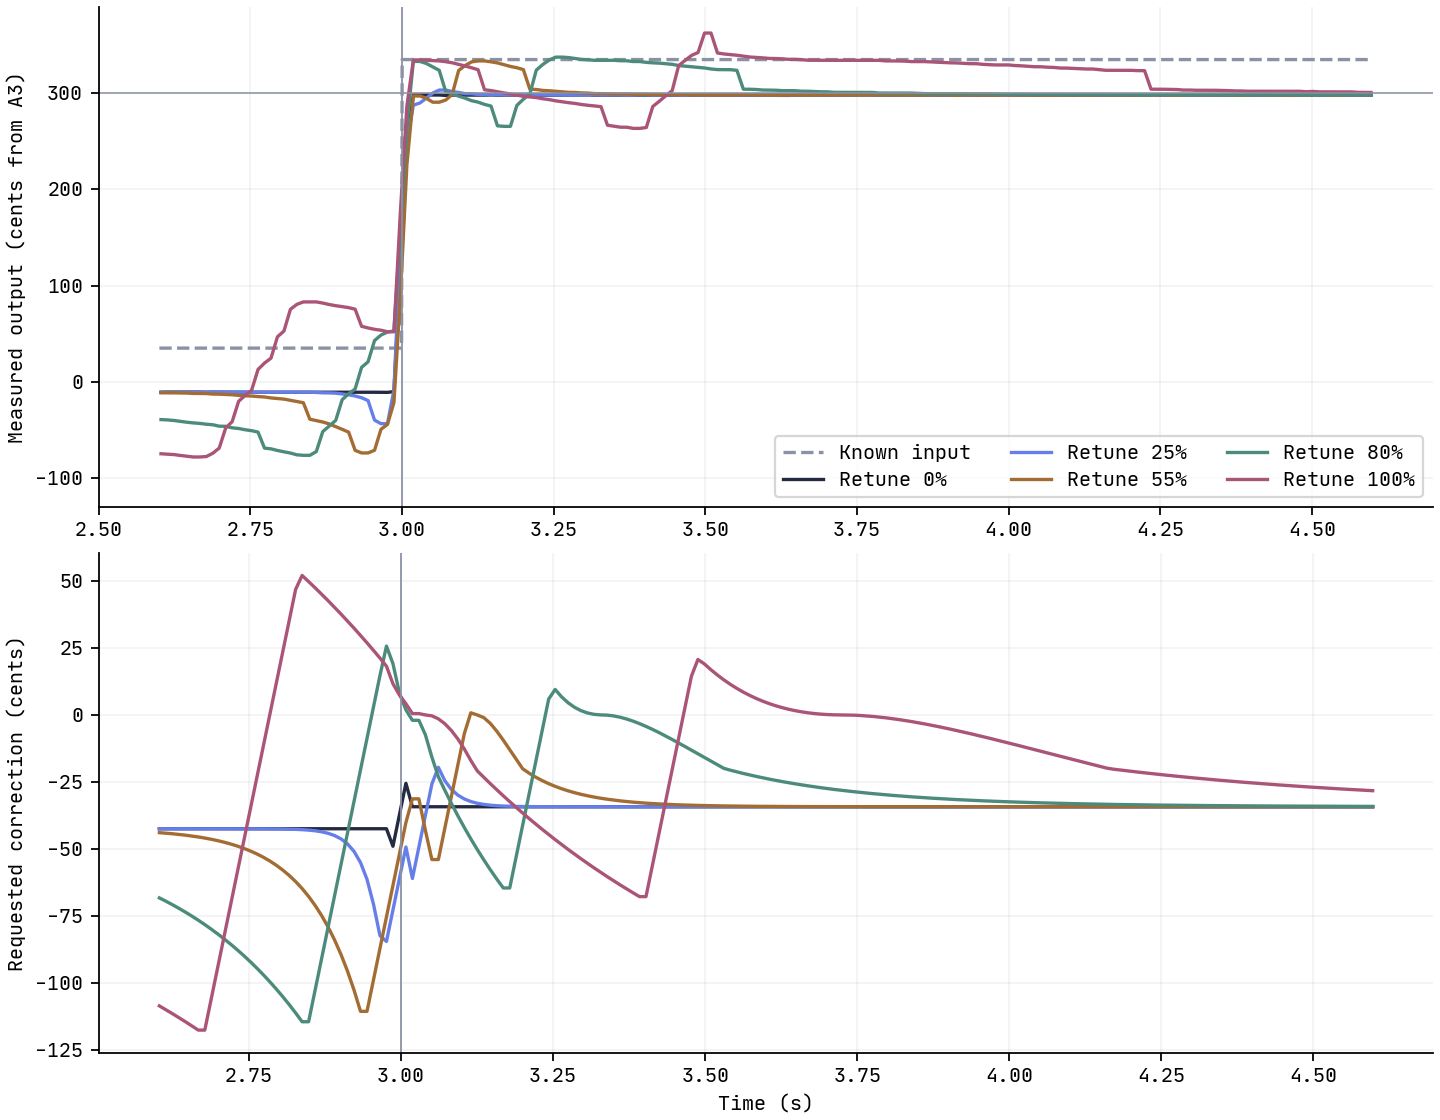 Measured output (cents from A3)
300
200
100
0
−100
Known input
Retune 0%
Retune 25%
Retune 55%
Retune 80%
Retune 100%
2.50 2.75 3.00 3.25 3.50 3.75 4.00 4.25 4.50
Requested correction (cents)
50
25
0
−25
−50
−75
−100
−125
2.75 3.00 3.25 3.50 3.75 4.00 4.25 4.50
Time (s)